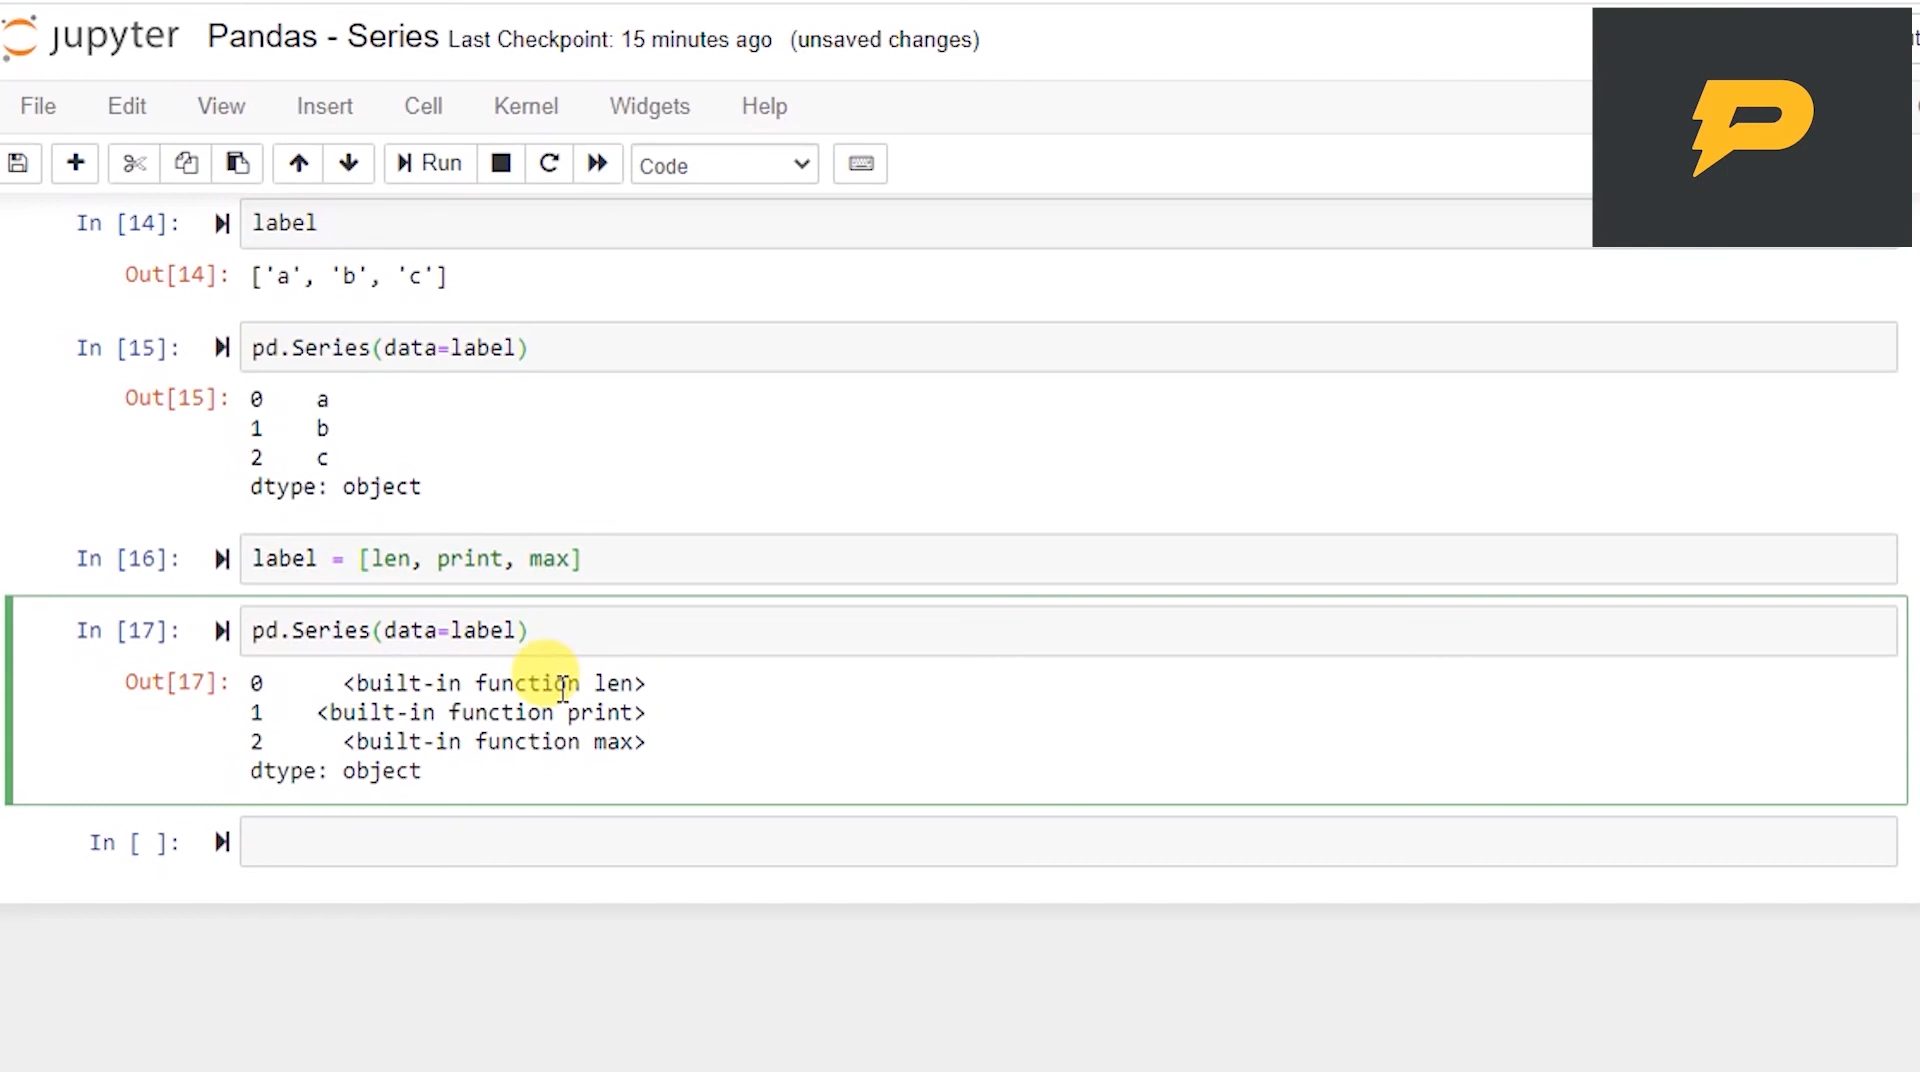 jupyter Pandas - Series Last Checkpoint: 15 minutes ago (unsaved changes)
File Edit View Insert Cell Kernel Widgets Help
Run Code
In [14]: label
Out[14]: ['a', 'b', 'c']
In [15]: pd.Series(data=label)
Out[15]: 0 a
1 b
2 c
dtype: object
In [16]: label = [len, print, max]
In [17]: pd.Series(data=label)
Out[17]: 0 <built-in function len>
1 <built-in function print>
2 <built-in function max>
dtype: object
In [ ]: